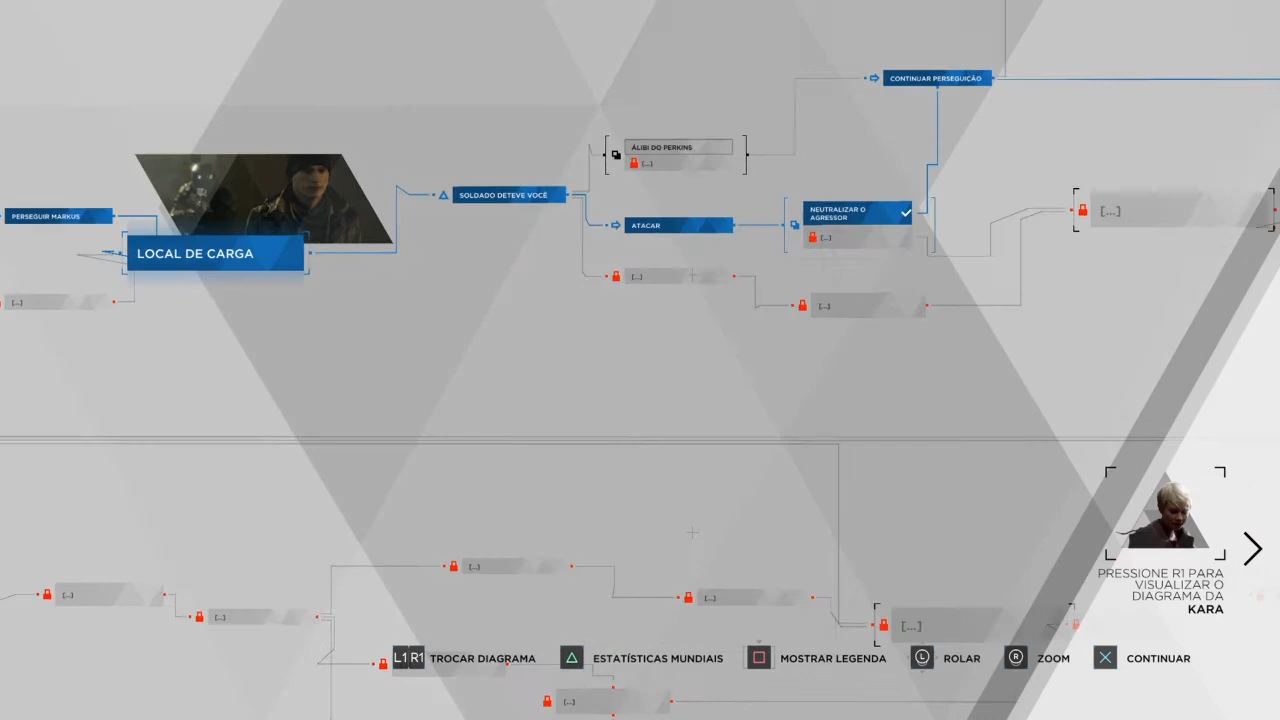 CONTINUAR PERSEGUIÇÃO
ÁLIBI DO PERKINS
[...]
SOLDADO DETEVE VOCÊ
PERSEGUIR MARKUS
NEUTRALIZAR O
AGRESSOR
[...]
ATACAR
[...]
LOCAL DE CARGA
[...]
[...]
[...]
[...]
[...]
[...]
[...]
[...]
[...]
PRESSIONE R1 PARA
VISUALIZAR O
DIAGRAMA DA
KARA
L1 R1 TROCAR DIAGRAMA
ESTATÍSTICAS MUNDIAIS
MOSTRAR LEGENDA
L ROLAR
R ZOOM
CONTINUAR
[...]